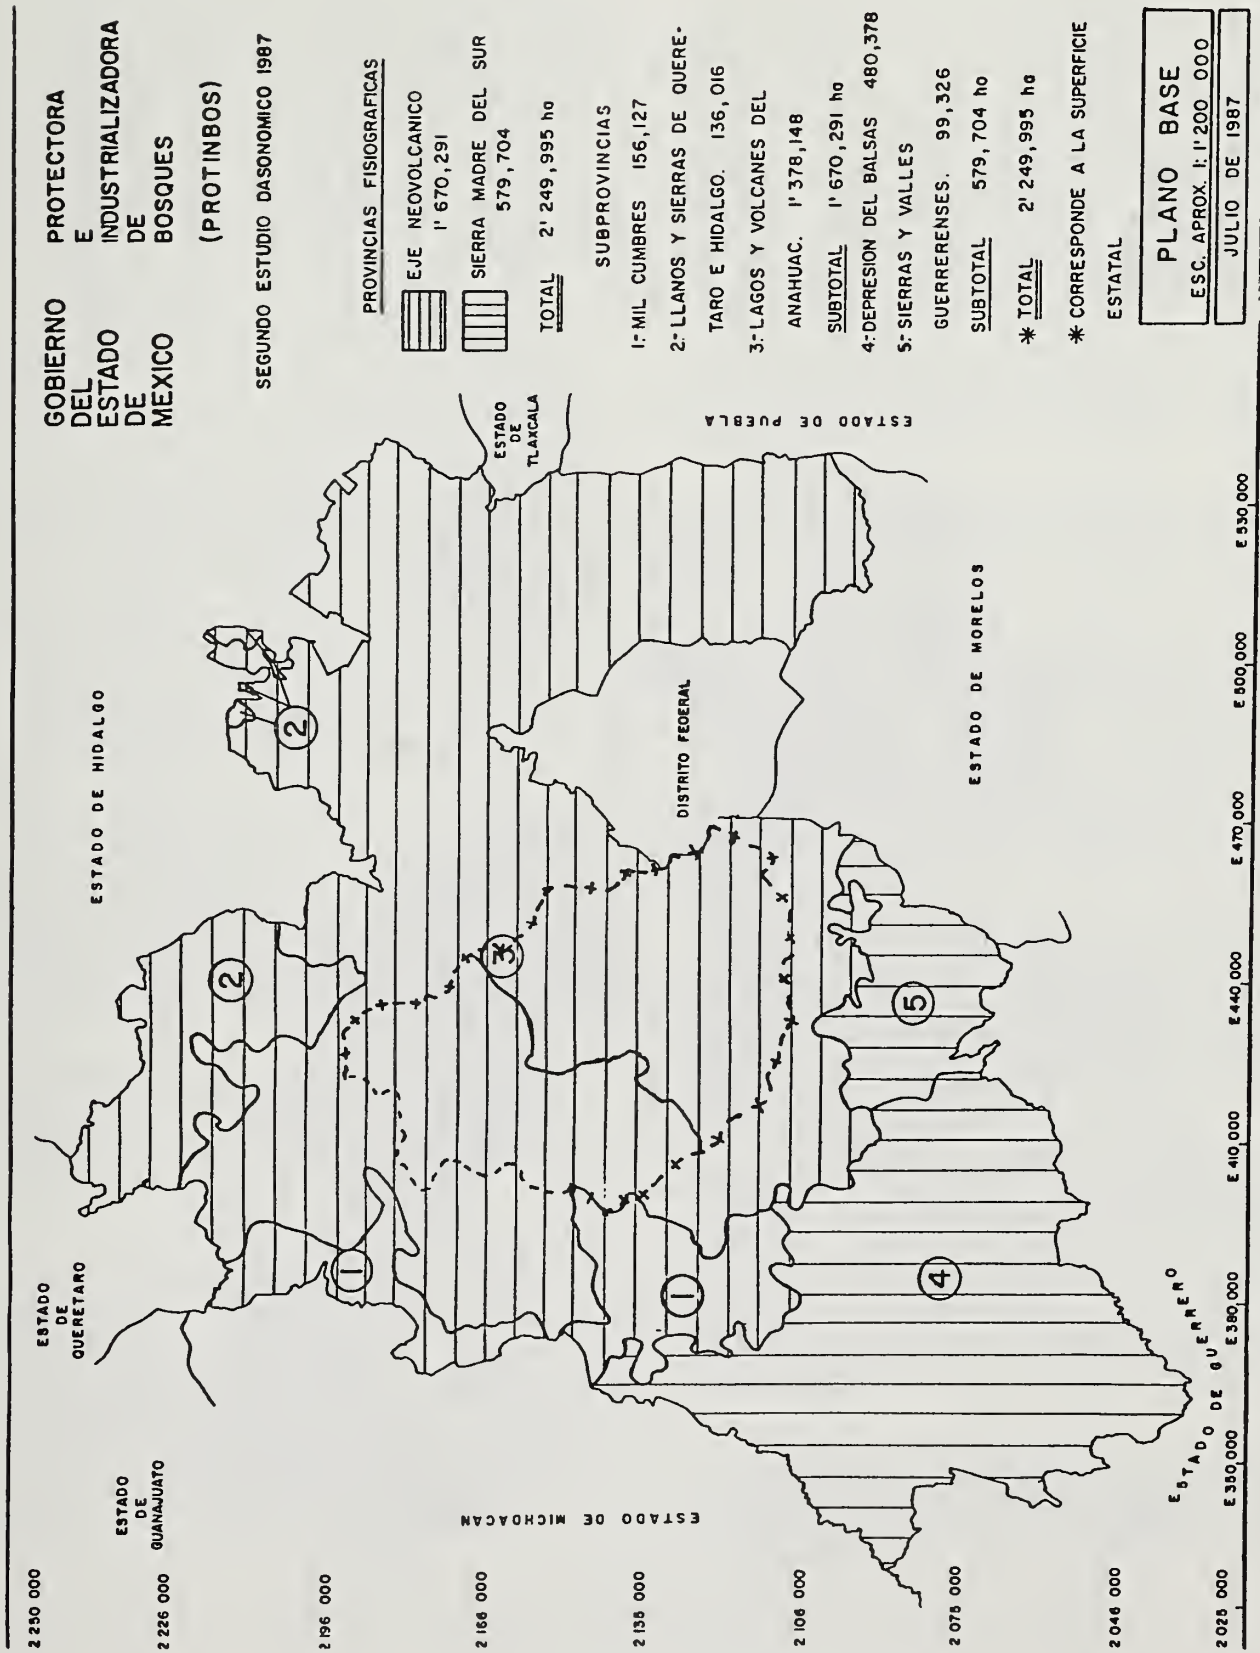 GOBIERNO
DEL
ESTADO
DE
MEXICO
PROTECTORA
E
INDUSTRIALIZADORA
DE
BOSQUES
(PROTINBOS)
SEGUNDO ESTUDIO DASONOMICO 1987
PROVINCIAS FISIOGRAFICAS
EJE NEOVOLCANICO
1' 670,291
SIERRA MADRE DEL SUR
579,704
TOTAL 2' 249,995 ha
SUBPROVINCIAS
1.- MIL CUMBRES 156,127
2.- LLANOS Y SIERRAS DE QUERE-
TARO E HIDALGO. 136,016
3.- LAGOS Y VOLCANES DEL
ANAHUAC. 1' 378,148
SUBTOTAL 1' 670,291 ha
4.- DEPRESION DEL BALSAS 480,378
5.- SIERRAS Y VALLES
GUERRERENSES. 99,326
SUBTOTAL 579,704 ha
* TOTAL 2' 249,995 ha
* CORRESPONDE A LA SUPERFICIE
ESTATAL
PLANO BASE
ESC. APROX. 1: 1' 200 000
JULIO DE 1987
ESTADO
DE
GUANAJUATO
ESTADO
DE
QUERETARO
ESTADO DE HIDALGO
ESTADO
DE
TLAXCALA
ESTADO DE PUEBLA
DISTRITO FEDERAL
ESTADO DE MORELOS
ESTADO DE GUERRERO
ESTADO DE MICHOACAN
1
1
2
2
3
4
5
2 250 000
2 226 000
2 196 000
2 166 000
2 135 000
2 106 000
2 075 000
2 046 000
2 025 000
E 350,000
E 380,000
E 410,000
E 440,000
E 470,000
E 500,000
E 530,000